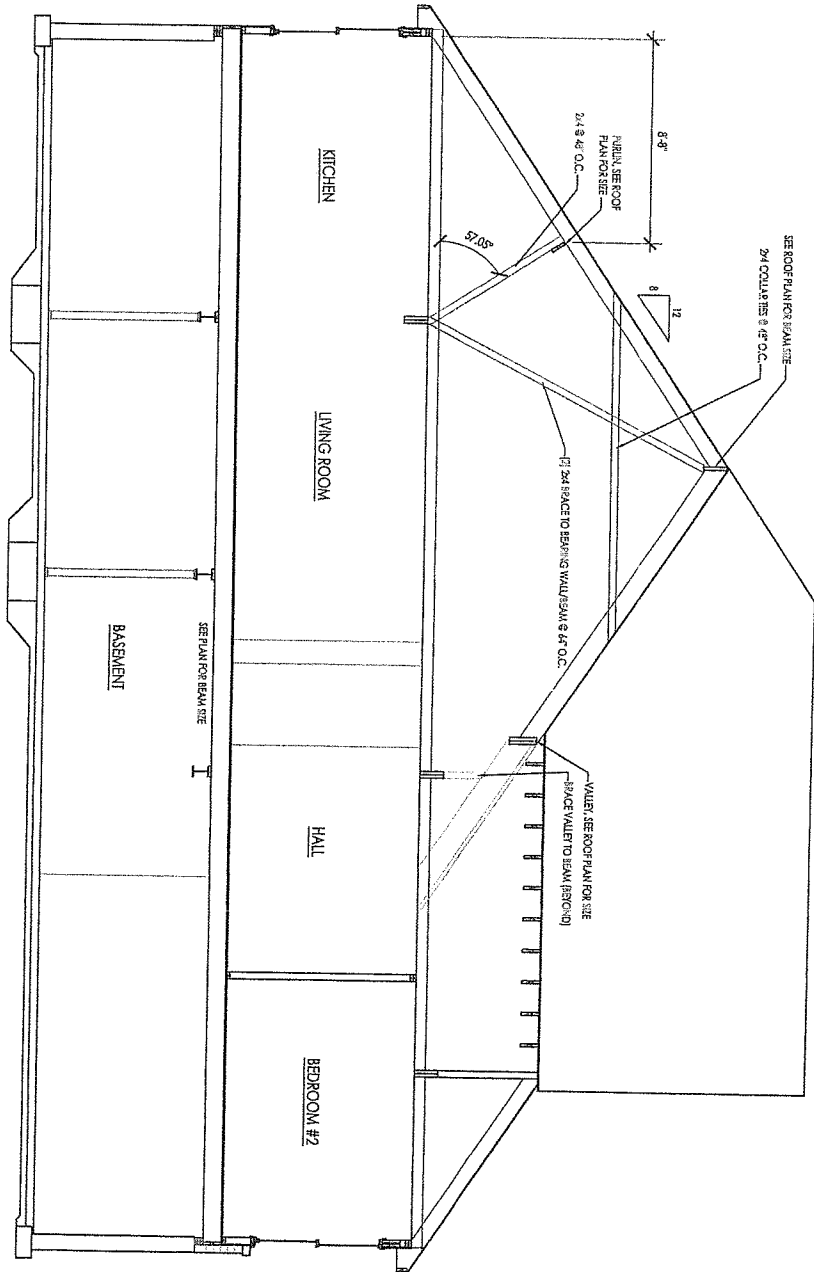 SEE ROOF PLAN FOR BEAM SIZE
2x4 COLLAR TIES @ 48" O.C.
12
8
8'-8"
PURLIN, SEE ROOF
PLAN FOR SIZE
2x4 @ 48" O.C.
57.05°
(2) 2x4 BRACE TO BEARING WALL/BEAM @ 64" O.C.
VALLEY, SEE ROOF PLAN FOR SIZE
BRACE VALLEY TO BEAM (BEYOND)
KITCHEN
LIVING ROOM
HALL
BEDROOM #2
SEE PLAN FOR BEAM SIZE
BASEMENT